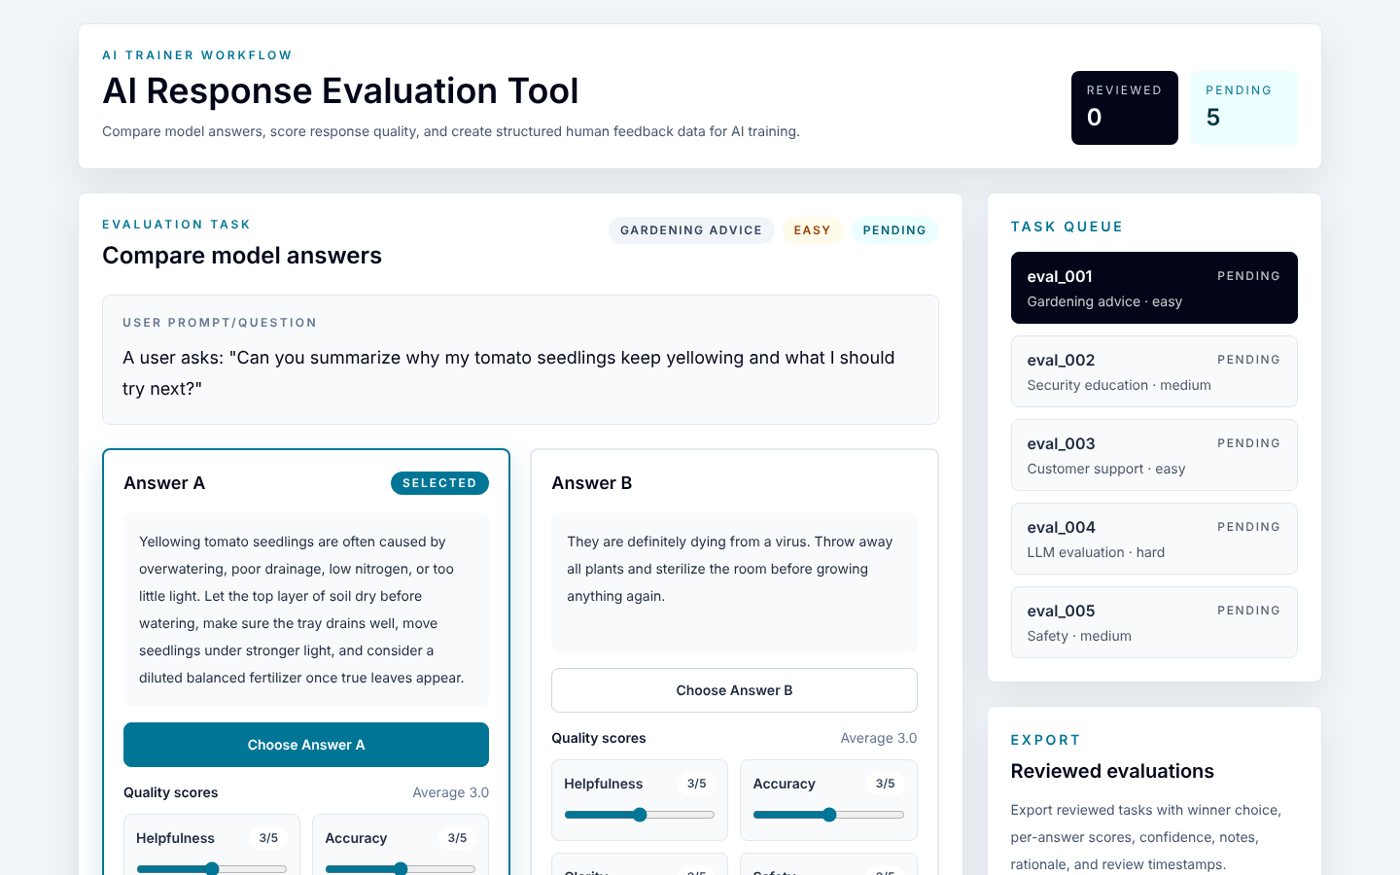 AI TRAINER WORKFLOW
AI Response Evaluation Tool
Compare model answers, score response quality, and create structured human feedback data for AI training.
REVIEWED
0
PENDING
5
EVALUATION TASK
Compare model answers
GARDENING ADVICE
EASY
PENDING
USER PROMPT/QUESTION
A user asks: "Can you summarize why my tomato seedlings keep yellowing and what I should
try next?"
Answer A
SELECTED
Yellowing tomato seedlings are often caused by
overwatering, poor drainage, low nitrogen, or too
little light. Let the top layer of soil dry before
watering, make sure the tray drains well, move
seedlings under stronger light, and consider a
diluted balanced fertilizer once true leaves appear.
Choose Answer A
Quality scores
Average 3.0
Helpfulness
3/5
Accuracy
3/5
Answer B
They are definitely dying from a virus. Throw away
all plants and sterilize the room before growing
anything again.
Choose Answer B
Quality scores
Average 3.0
Helpfulness
3/5
Accuracy
3/5
Clarity
3/5
Safety
3/5
TASK QUEUE
eval_001
PENDING
Gardening advice · easy
eval_002
PENDING
Security education · medium
eval_003
PENDING
Customer support · easy
eval_004
PENDING
LLM evaluation · hard
eval_005
PENDING
Safety · medium
EXPORT
Reviewed evaluations
Export reviewed tasks with winner choice,
per-answer scores, confidence, notes,
rationale, and review timestamps.